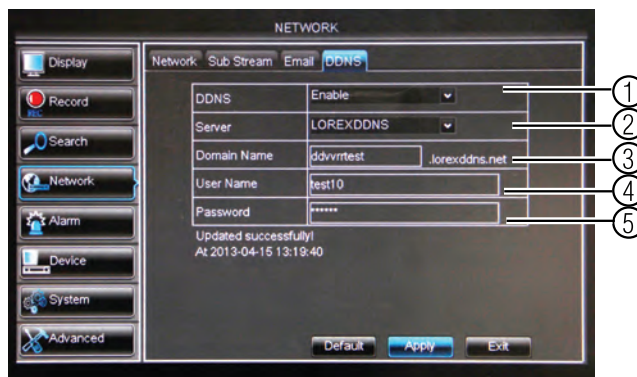 NETWORK
Display
Record
REC
Search
Network
Alarm
Device
System
Advanced
Network Sub Stream Email DDNS
DDNS Enable
Server LOREXDDNS
Domain Name ddvvrrtest .lorexddns.net
User Name test10
Password ******
Updated successfully!
At 2013-04-15 13:19:40
Default Apply Exit
1
2
3
4
5